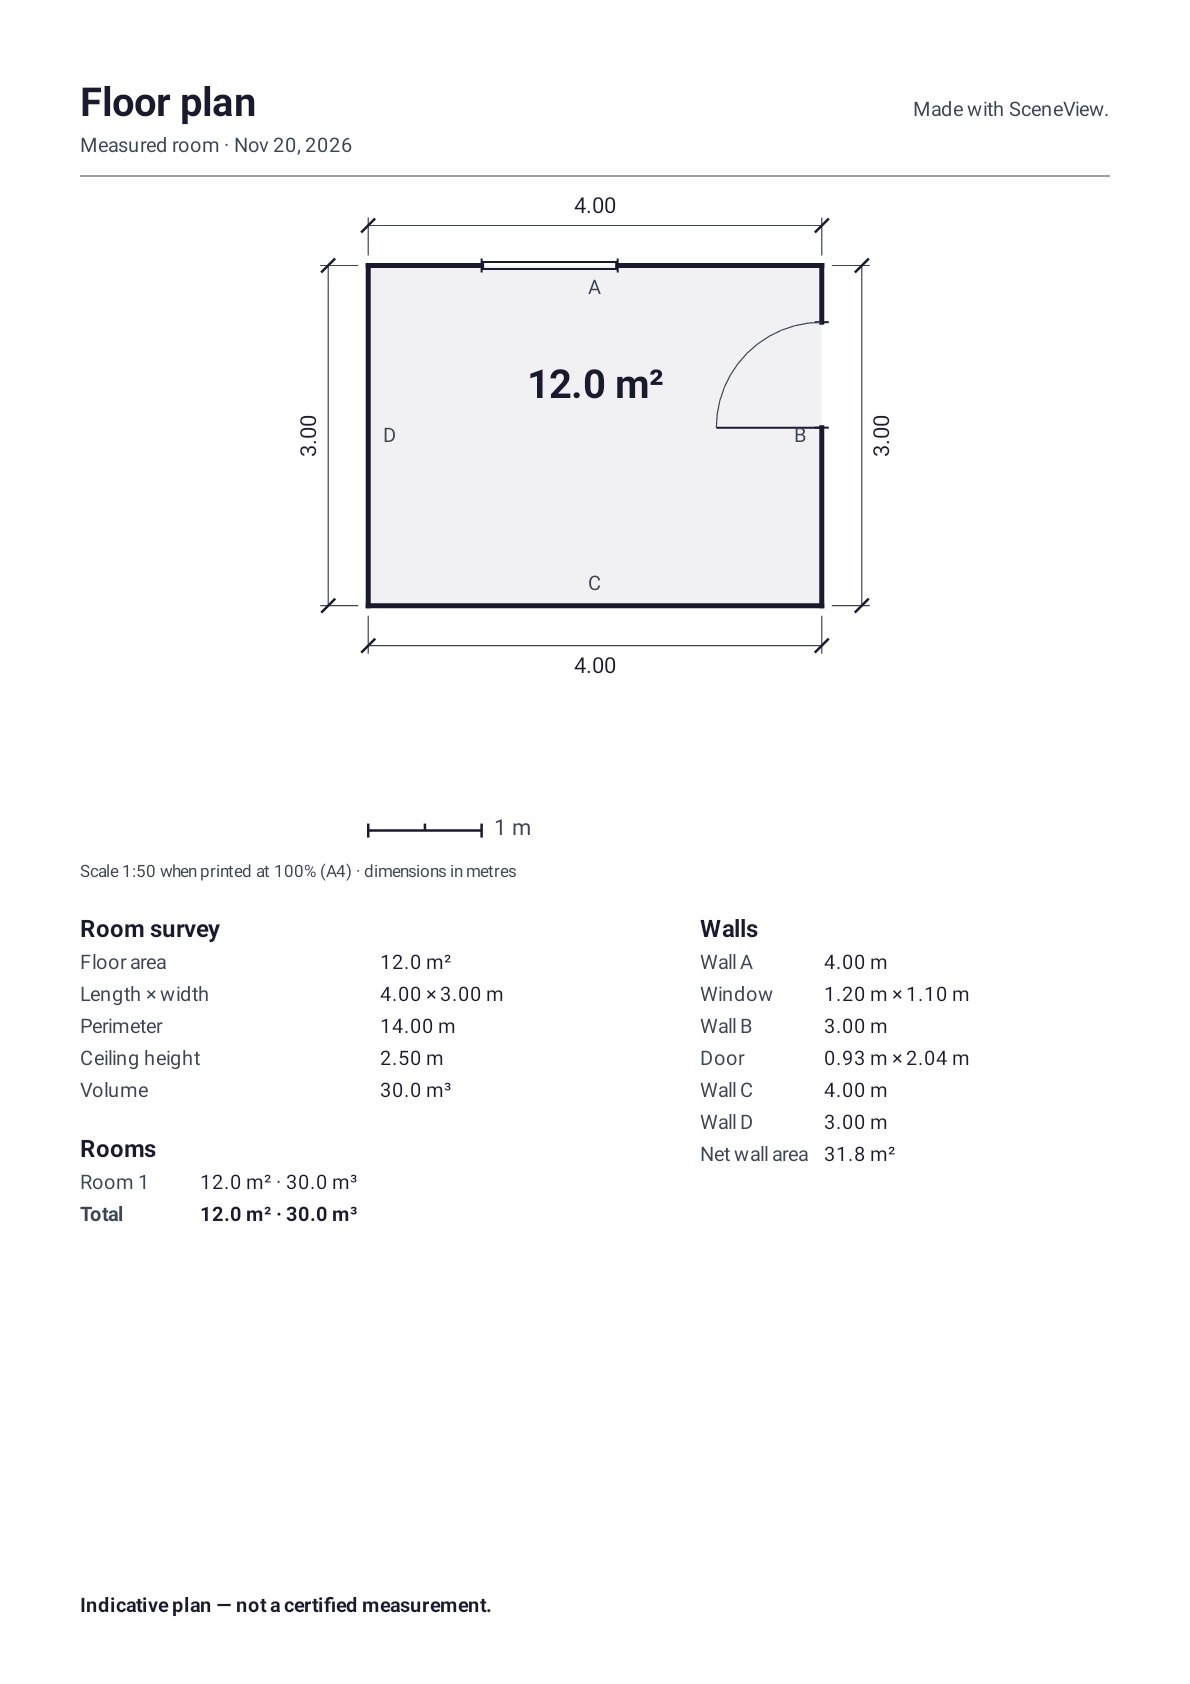 Floor plan
Made with SceneView.
Measured room · Nov 20, 2026
4.00
A
12.0 m²
3.00
D
B
3.00
C
4.00
1 m
Scale 1:50 when printed at 100% (A4) · dimensions in metres
Room survey
Floor area 12.0 m²
Length × width 4.00 × 3.00 m
Perimeter 14.00 m
Ceiling height 2.50 m
Volume 30.0 m³
Rooms
Room 1 12.0 m² · 30.0 m³
Total 12.0 m² · 30.0 m³
Walls
Wall A 4.00 m
Window 1.20 m × 1.10 m
Wall B 3.00 m
Door 0.93 m × 2.04 m
Wall C 4.00 m
Wall D 3.00 m
Net wall area 31.8 m²
Indicative plan — not a certified measurement.